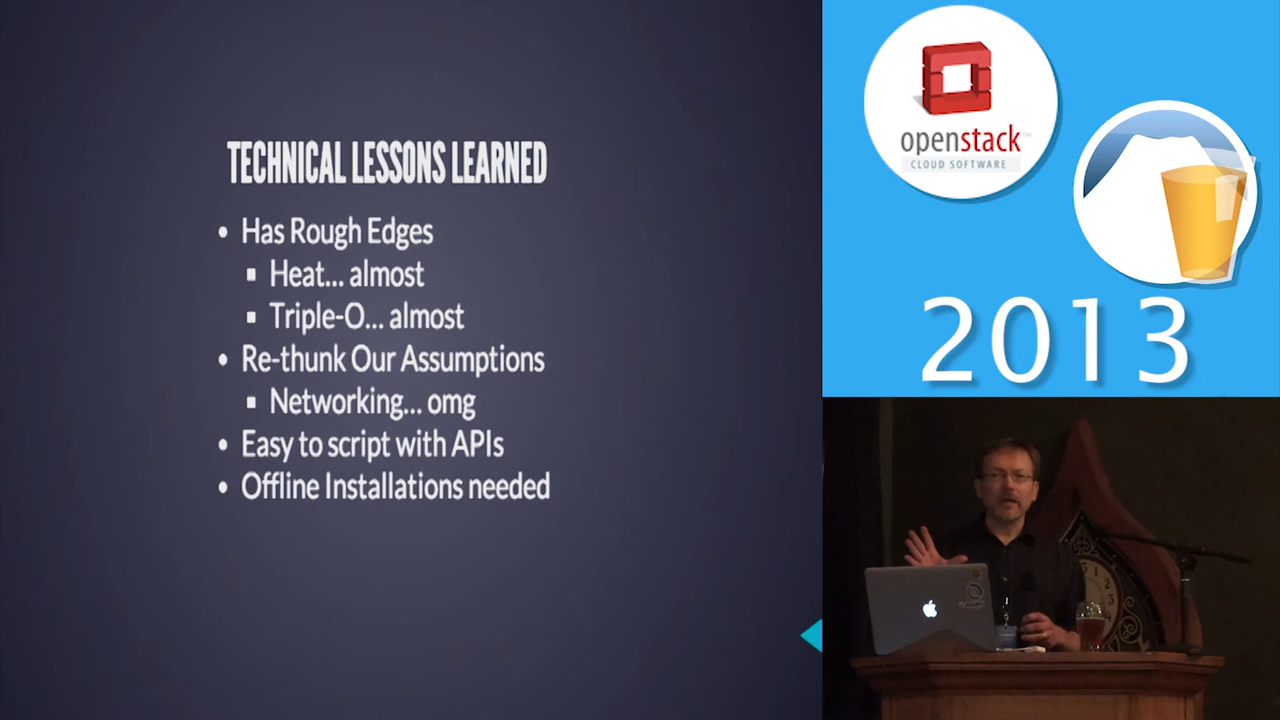 TECHNICAL LESSONS LEARNED
• Has Rough Edges
▪ Heat... almost
▪ Triple-O... almost
• Re-thunk Our Assumptions
▪ Networking... omg
• Easy to script with APIs
• Offline Installations needed
openstack™
CLOUD SOFTWARE
2013